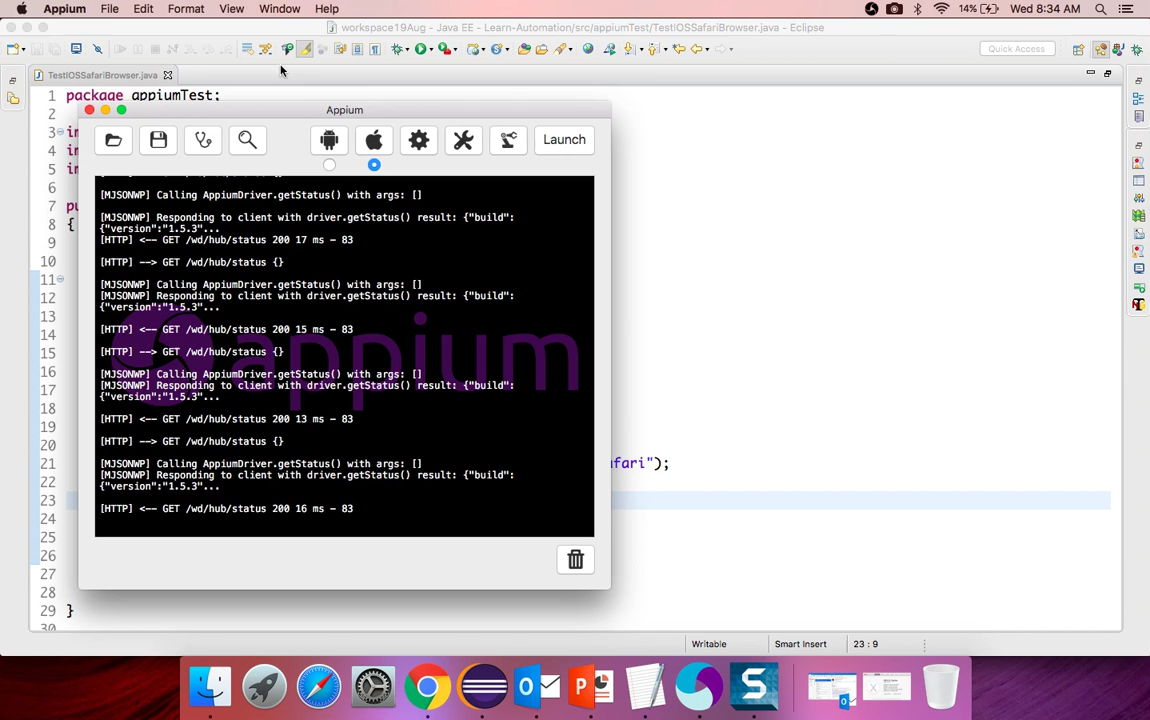 Appium File Edit Format View Window Help 14% Wed 8:34 AM
workspace19Aug - Java EE - Learn-Automation/src/appiumTest/TestIOSSafariBrowser.java - Eclipse
Quick Access
TestIOSSafariBrowser.java
1 package appiumTest;
2
3 im
4 im
5 im
6
7 pu
8 {
9
10
11
12
13
14
15
16
17
18
19
20
21 afari");
22
23
24
25
26
27
28
29 }
30
Appium
Launch
[MJSONWP] Calling AppiumDriver.getStatus() with args: []
[MJSONWP] Responding to client with driver.getStatus() result: {"build":
{"version":"1.5.3"...
[HTTP] <-- GET /wd/hub/status 200 17 ms - 83
[HTTP] --> GET /wd/hub/status {}
[MJSONWP] Calling AppiumDriver.getStatus() with args: []
[MJSONWP] Responding to client with driver.getStatus() result: {"build":
{"version":"1.5.3"...
[HTTP] <-- GET /wd/hub/status 200 15 ms - 83
[HTTP] --> GET /wd/hub/status {}
[MJSONWP] Calling AppiumDriver.getStatus() with args: []
[MJSONWP] Responding to client with driver.getStatus() result: {"build":
{"version":"1.5.3"...
[HTTP] <-- GET /wd/hub/status 200 13 ms - 83
[HTTP] --> GET /wd/hub/status {}
[MJSONWP] Calling AppiumDriver.getStatus() with args: []
[MJSONWP] Responding to client with driver.getStatus() result: {"build":
{"version":"1.5.3"...
[HTTP] <-- GET /wd/hub/status 200 16 ms - 83
appium
Writable Smart Insert 23 : 9